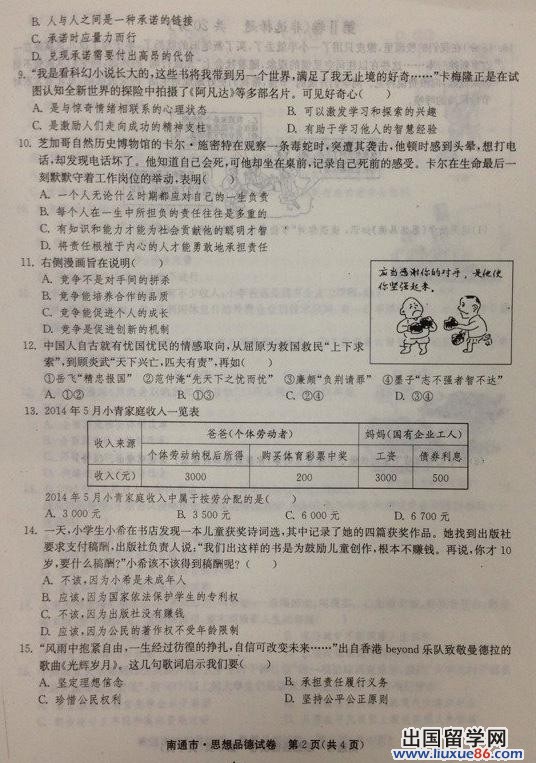 B. 人与人之间是一种承诺的链接
C. 承诺时应量力而行
D. 兑现承诺需要付出高昂的代价
9. “我是看科幻小说长大的,这些书将我带到另一个世界,满足了我无止境的好奇……”卡梅隆正是在试
图认知全新世界的探险中拍摄了《阿凡达》等多部名片。可见好奇心( )
A. 是与惊奇情绪相联系的心理状态 B. 可以激发学习和探索的兴趣
C. 是激励人们走向成功的精神支柱 D. 有助于学习他人的智慧经验
10. 芝加哥自然历史博物馆的卡尔·施密特在观察一条毒蛇时,突遭其袭击,他顿时感到头晕,想打电
话,却发现电话坏了。他知道自己会死,可他却坐在桌前,记录自己死前的感受。卡尔在生命最后一
刻默默守着工作岗位的举动,表明( )
A. 一个人无论什么时期都应对自己的一生负责
B. 每个人在一生中所担负的责任往往是多重的
C. 有知识和能力才能为社会贡献他的聪明才智
D. 将责任根植于内心的人才能勇敢地承担责任
11. 右侧漫画旨在说明( )
A. 竞争不是对手间的拼杀
B. 竞争能培养合作的品质
C. 竞争能促进个人的成长
D. 竞争是促进创新的机制
应当感谢你的对手,是他使
你坚强起来。
12. 中国人自古就有忧国忧民的情感取向,从屈原为救国救民“上下求
索”,到顾炎武“天下兴亡,匹夫有责”,再如( )
①岳飞“精忠报国” ②范仲淹“先天下之忧而忧” ③廉颇“负荆请罪” ④墨子“志不强者智不达”
A. ①② B. ①③ C. ②④ D. ③④
13. 2014年5月小青家庭收入一览表
收入来源 爸爸(个体劳动者) 妈妈(国有企业工人)
个体劳动纳税后所得 购买体育彩票中奖 工资 债券利息
收入(元) 3000 200 3000 500
2014年5月小青家庭收入中属于按劳分配的是( )
A. 3 000元 B. 3 500元 C. 6 000元 D. 6 700元
14. 一天,小学生小希在书店发现一本儿童获奖诗词选,其中记录了她的四篇获奖作品。她找到出版社
要求支付稿酬,出版社负责人说:“我们出这样的书是为鼓励儿童创作,根本不赚钱。再说,你才10
岁,要什么稿酬?”小希该不该得到稿酬呢?( )
A. 不该,因为小希是未成年人
B. 应该,因为国家依法保护学生的专利权
C. 不该,因为出版社没有赚钱
D. 应该,因为公民的著作权不受年龄限制
15. “风雨中抱紧自由,一生经过彷徨的挣扎,自信可改变未来……”出自香港beyond乐队致敬曼德拉的
歌曲《光辉岁月》。这几句歌词启示我们要( )
A. 坚定理想信念 B. 承担责任履行义务
C. 珍惜公民权利 D. 坚持公平公正原则
南通市·思想品德试卷 第2页(共4页)
出国留学网
www.liuxue86.com